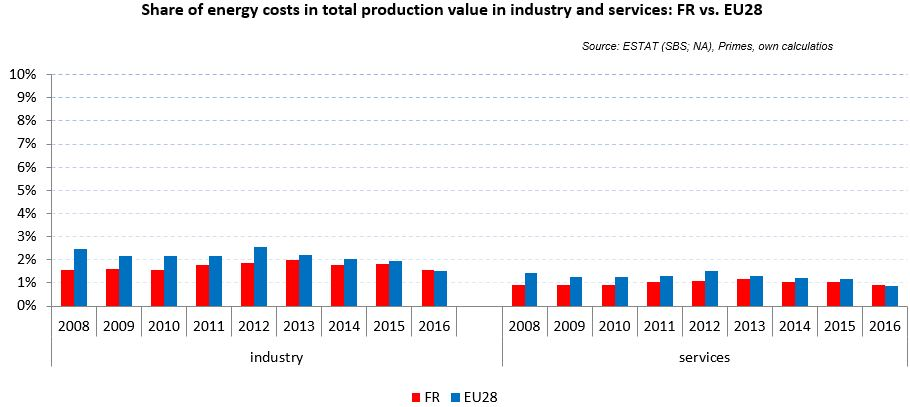 Share of energy costs in total production value in industry and services: FR vs. EU28
Source: ESTAT (SBS; NA), Primes, own calculatios
10%
9%
8%
7%
6%
5%
4%
3%
2%
1%
0%
2008 2009 2010 2011 2012 2013 2014 2015 2016 2008 2009 2010 2011 2012 2013 2014 2015 2016
industry services
FR EU28